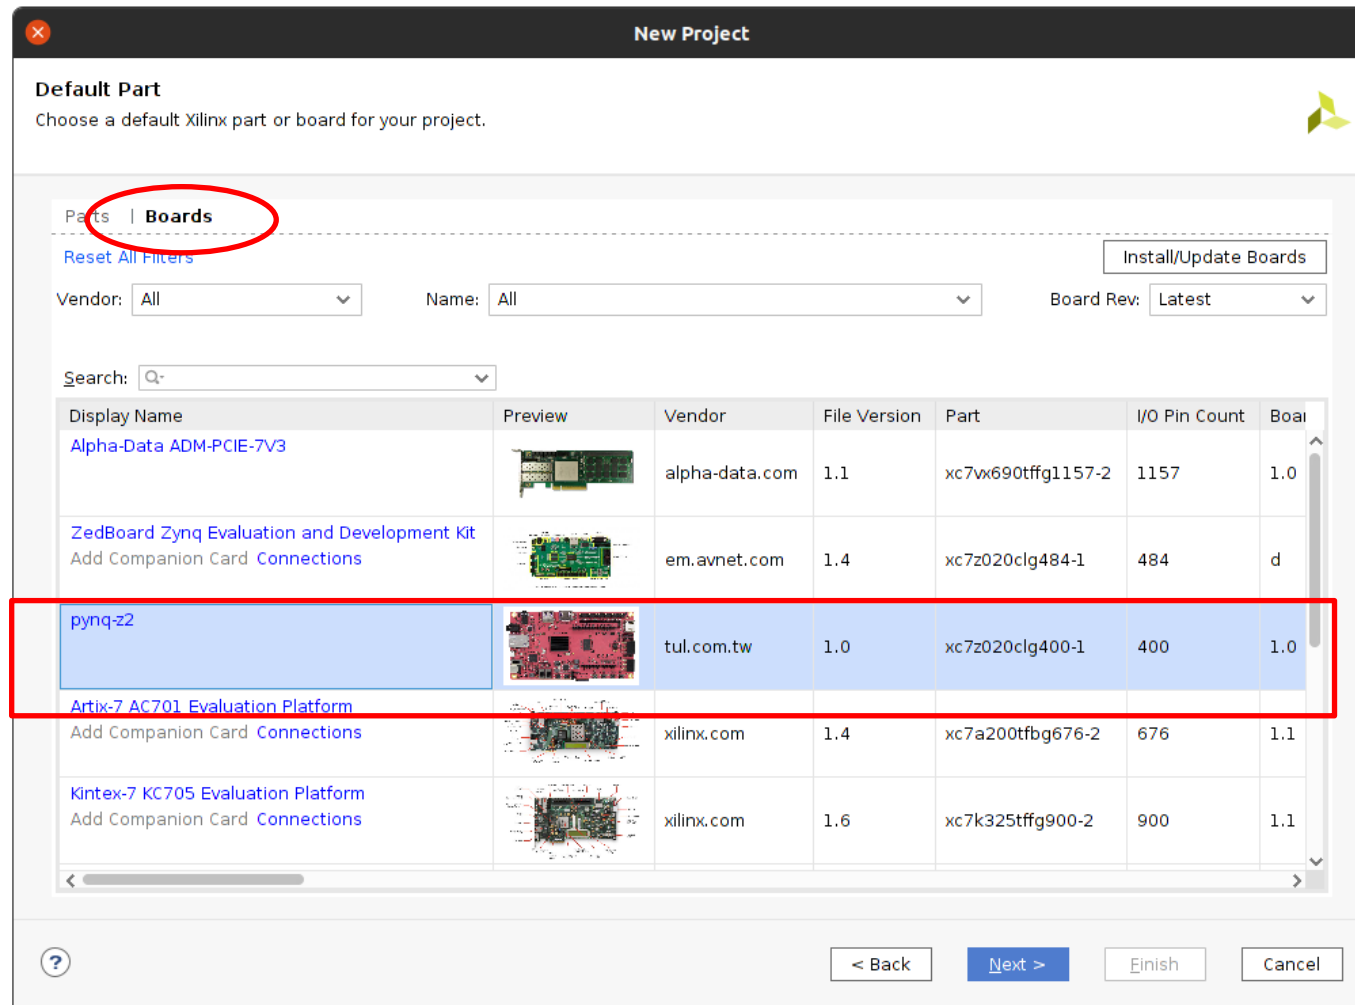 New Project
Default Part
Choose a default Xilinx part or board for your project.
Parts | Boards
Reset All Filters
Install/Update Boards
Vendor: All Name: All Board Rev: Latest
Search:
Display Name Preview Vendor File Version Part I/O Pin Count Boar
Alpha-Data ADM-PCIE-7V3
alpha-data.com 1.1 xc7vx690tffg1157-2 1157 1.0
ZedBoard Zynq Evaluation and Development Kit
Add Companion Card Connections
em.avnet.com 1.4 xc7z020clg484-1 484 d
pynq-z2
tul.com.tw 1.0 xc7z020clg400-1 400 1.0
Artix-7 AC701 Evaluation Platform
Add Companion Card Connections
xilinx.com 1.4 xc7a200tfbg676-2 676 1.1
Kintex-7 KC705 Evaluation Platform
Add Companion Card Connections
xilinx.com 1.6 xc7k325tffg900-2 900 1.1
? < Back Next > Finish Cancel